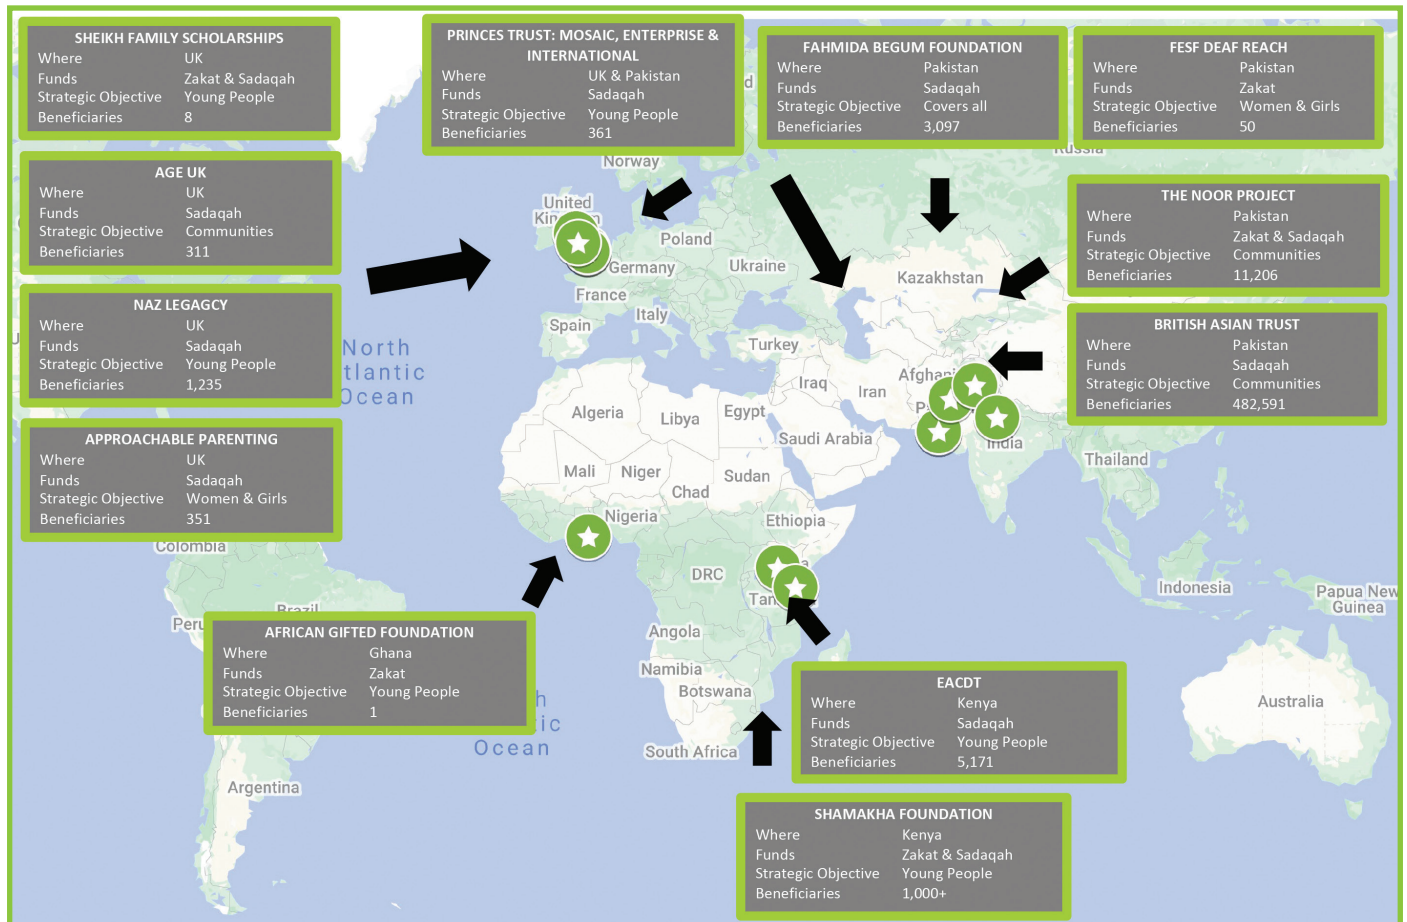 SHEIKH FAMILY SCHOLARSHIPS
Where UK
Funds Zakat & Sadaqah
Strategic Objective Young People
Beneficiaries 8
PRINCES TRUST: MOSAIC, ENTERPRISE &
INTERNATIONAL
Where UK & Pakistan
Funds Sadaqah
Strategic Objective Young People
Beneficiaries 361
FAHMIDA BEGUM FOUNDATION
Where Pakistan
Funds Sadaqah
Strategic Objective Covers all
Beneficiaries 3,097
FESF DEAF REACH
Where Pakistan
Funds Zakat
Strategic Objective Women & Girls
Beneficiaries 50
AGE UK
Where UK
Funds Sadaqah
Strategic Objective Communities
Beneficiaries 311
THE NOOR PROJECT
Where Pakistan
Funds Zakat & Sadaqah
Strategic Objective Communities
Beneficiaries 11,206
NAZ LEGAGCY
Where UK
Funds Sadaqah
Strategic Objective Young People
Beneficiaries 1,235
BRITISH ASIAN TRUST
Where Pakistan
Funds Sadaqah
Strategic Objective Communities
Beneficiaries 482,591
APPROACHABLE PARENTING
Where UK
Funds Sadaqah
Strategic Objective Women & Girls
Beneficiaries 351
AFRICAN GIFTED FOUNDATION
Where Ghana
Funds Zakat
Strategic Objective Young People
Beneficiaries 1
EACDT
Where Kenya
Funds Sadaqah
Strategic Objective Young People
Beneficiaries 5,171
SHAMAKHA FOUNDATION
Where Kenya
Funds Zakat & Sadaqah
Strategic Objective Young People
Beneficiaries 1,000+
Norway
Russia
United
Poland
Germany
Ukraine
Kazakhstan
France
Italy
Spain
Turkey
North
tlantic
Ocean
Iraq
Iran
Algeria
Libya
Egypt
Saudi Arabia
India
Thailand
Mali
Niger
Chad
Sudan
Nigeria
Ethiopia
Colombia
DRC
Indonesia
Papua New
Guinea
Brazil
Angola
Namibia
Botswana
Australia
Ocean
South Africa
Argentina